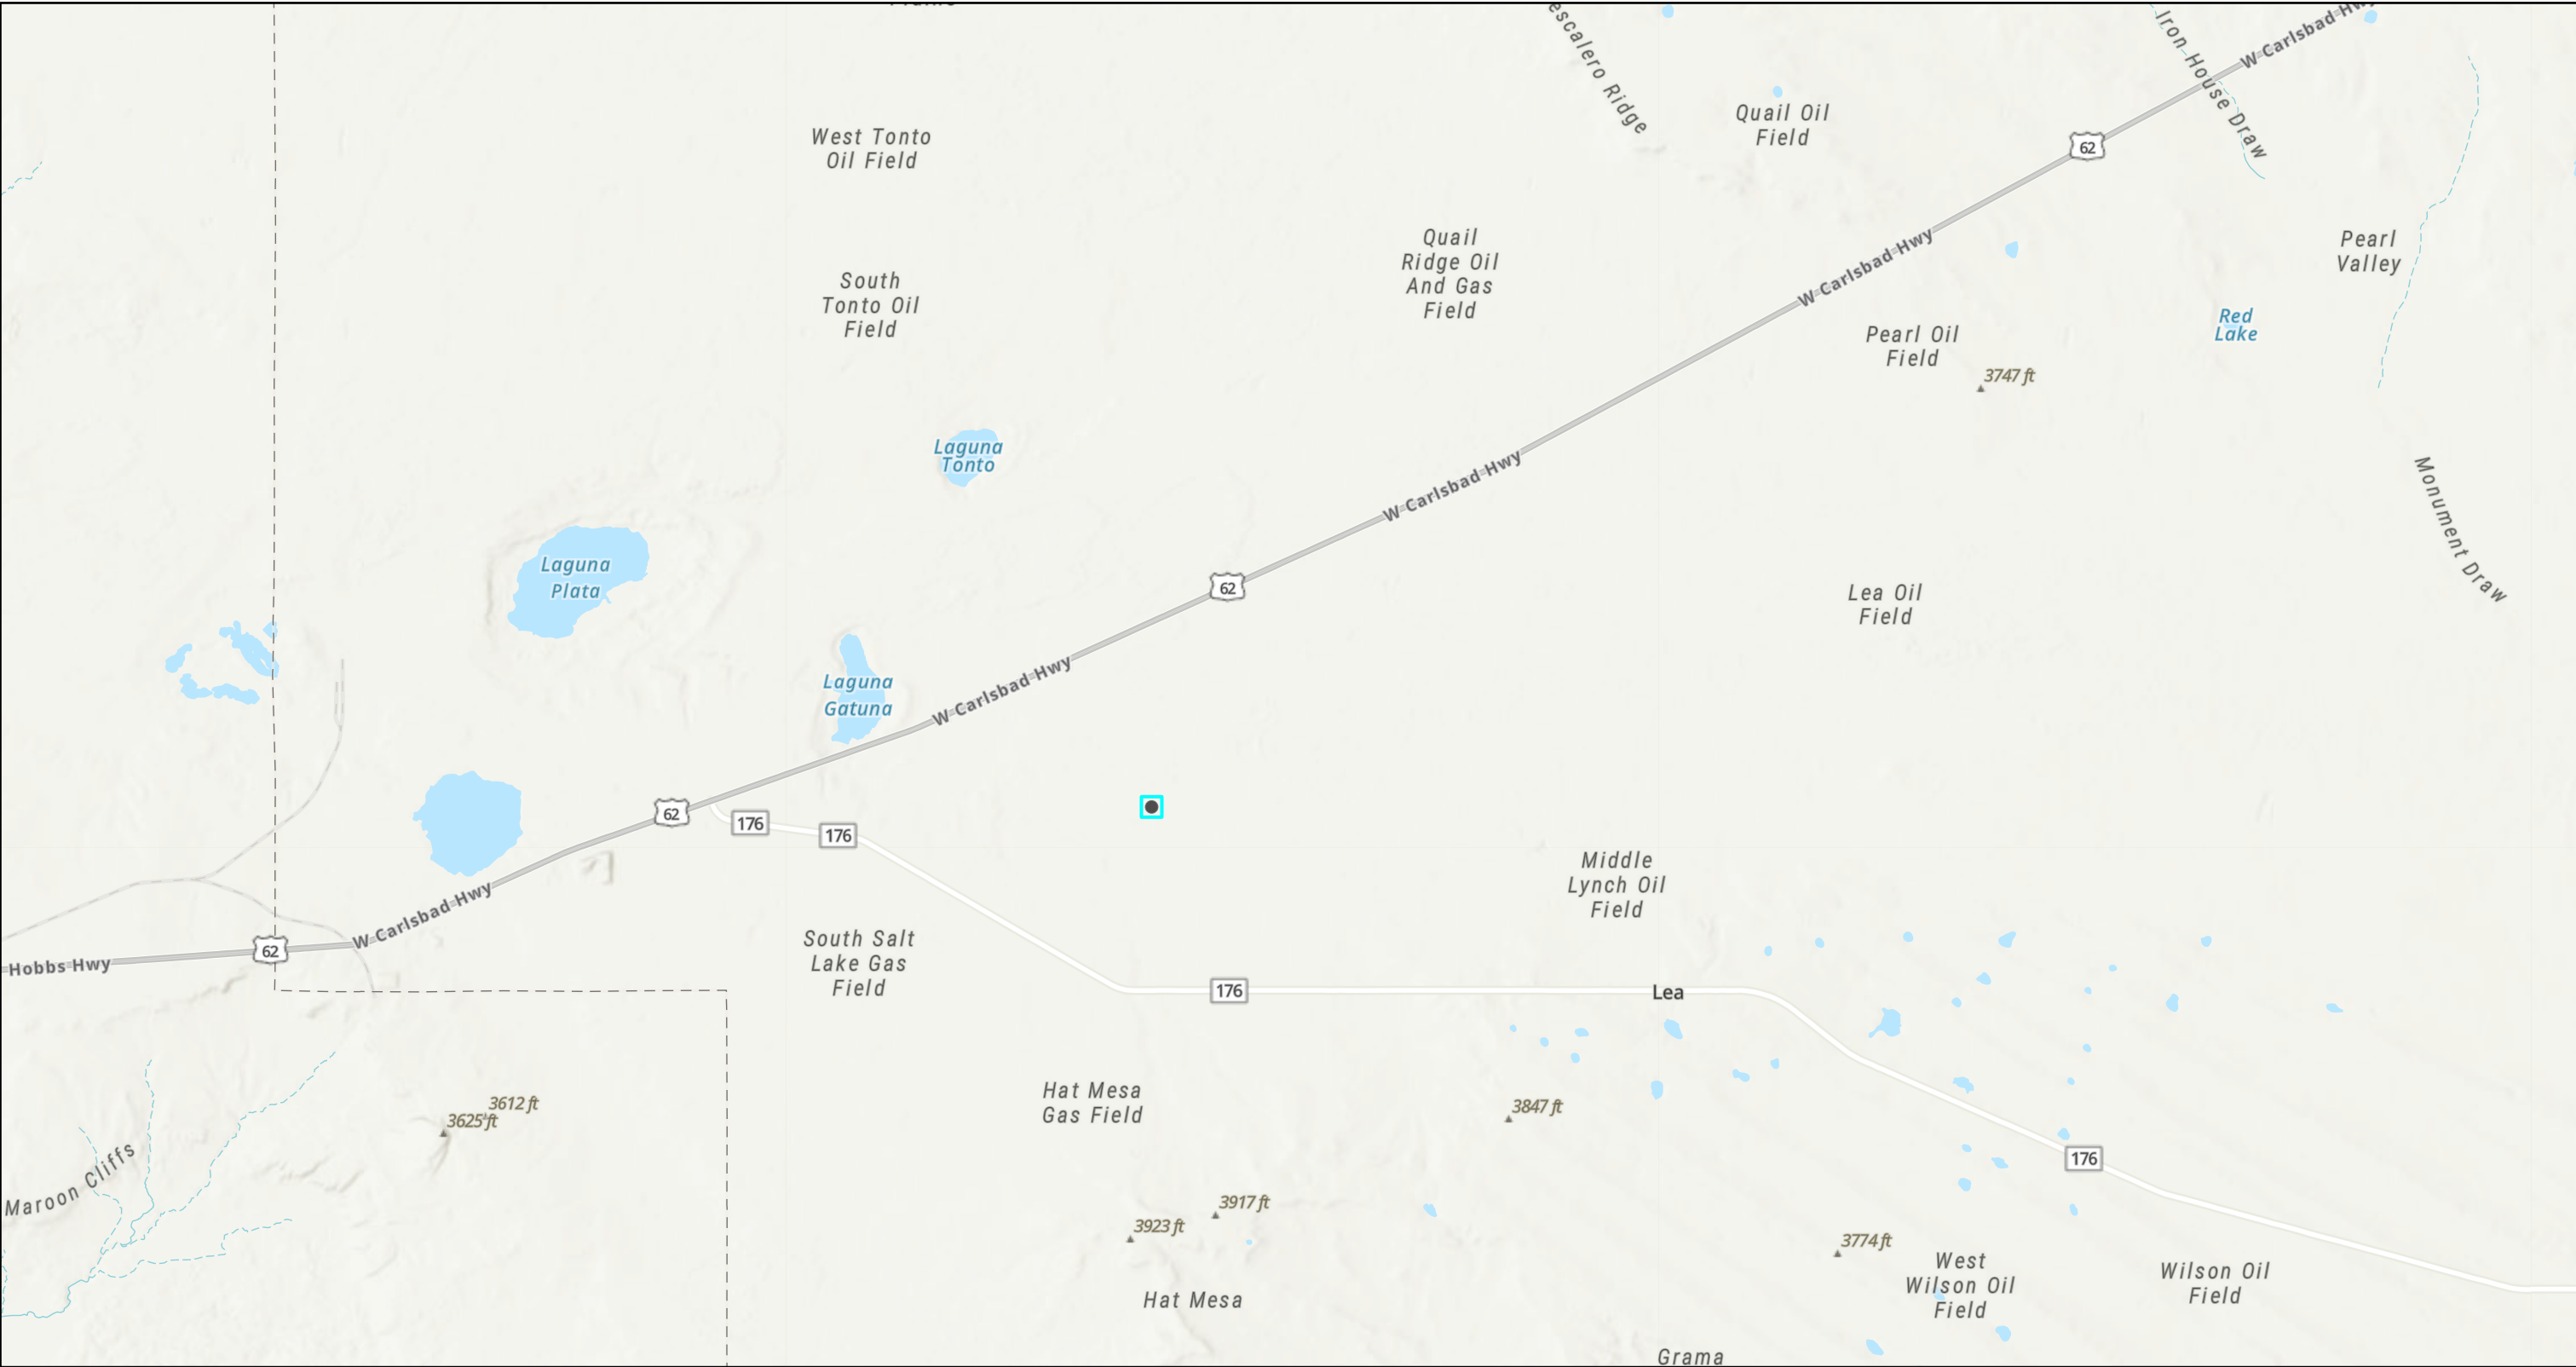 escalero Ridge
Iron House Draw
W Carlsbad Hwy
Quail Oil
Field
62
West Tonto
Oil Field
Quail
Ridge Oil
And Gas
Field
W Carlsbad Hwy
Pearl
Valley
South
Tonto Oil
Field
Pearl Oil
Field
Red
Lake
3747 ft
Laguna
Tonto
W Carlsbad Hwy
Monument Draw
Laguna
Plata
62
Lea Oil
Field
Laguna
Gatuna
W Carlsbad Hwy
62
176
176
Middle
Lynch Oil
Field
W Carlsbad Hwy
62
Hobbs Hwy
South Salt
Lake Gas
Field
176
Lea
Hat Mesa
Gas Field
3612 ft
3625 ft
3847 ft
Maroon Cliffs
176
3917 ft
3923 ft
3774 ft
West
Wilson Oil
Field
Wilson Oil
Field
Hat Mesa
Grama